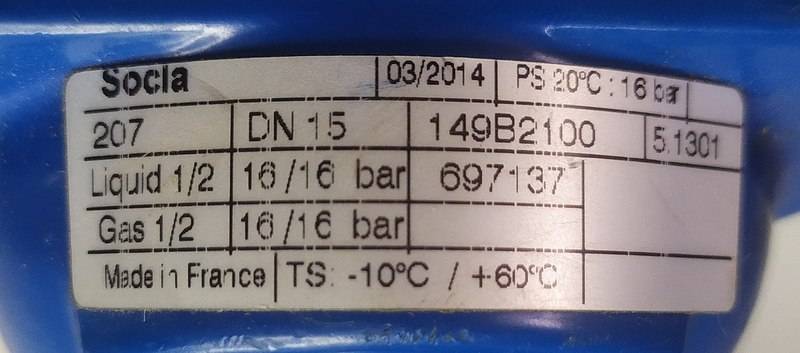 Socla 03/2014 PS 20°C : 16 bar
207 DN 15 149B2100 5.1301
Liquid 1/2 16/16 bar 697137
Gas 1/2 16/16 bar
Made in France TS: -10°C / +60°C